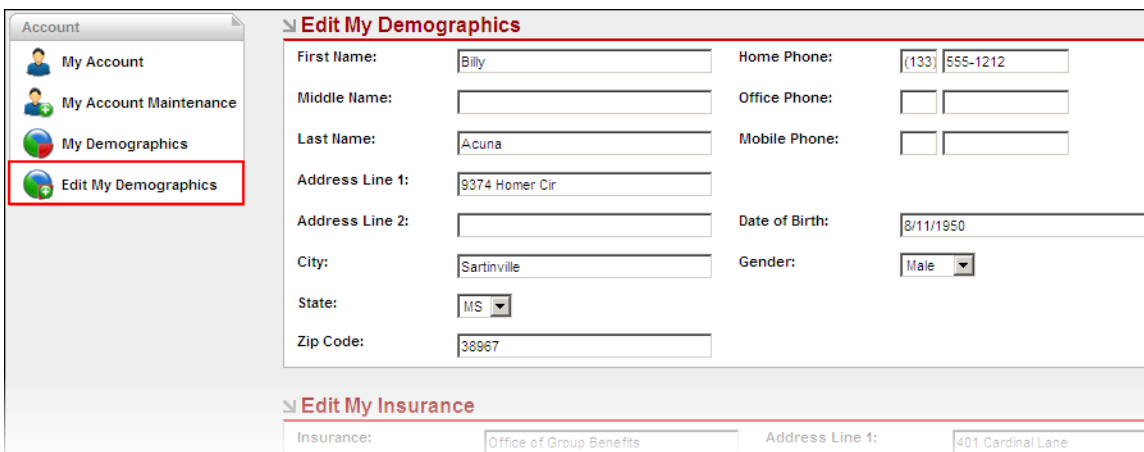 Account
My Account
My Account Maintenance
My Demographics
Edit My Demographics
Edit My Demographics
First Name: Billy Home Phone: (133) 555-1212
Middle Name: Office Phone:
Last Name: Acuna Mobile Phone:
Address Line 1: 9374 Homer Cir
Address Line 2: Date of Birth: 8/11/1950
City: Sartinville Gender: Male
State: MS
Zip Code: 38967
Edit My Insurance
Insurance: Office of Group Benefits Address Line 1: 401 Cardinal Lane